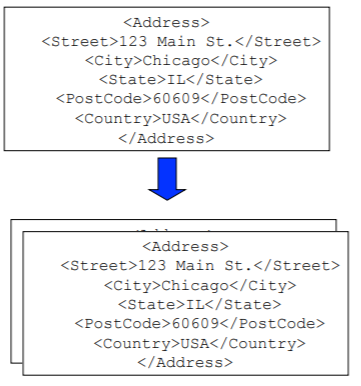 <Address>
<Street>123 Main St.</Street>
<City>Chicago</City>
<State>IL</State>
<PostCode>60609</PostCode>
<Country>USA</Country>
</Address>
<Address>
<Street>123 Main St.</Street>
<City>Chicago</City>
<State>IL</State>
<PostCode>60609</PostCode>
<Country>USA</Country>
</Address>